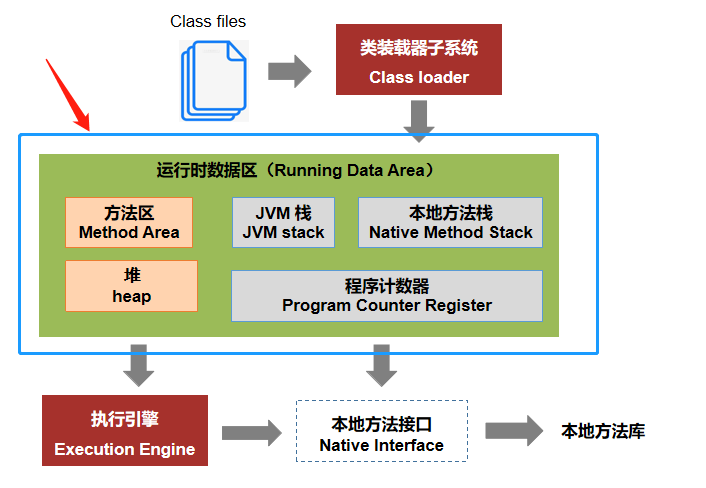 Class files
类装载器子系统
Class loader
运行时数据区（Running Data Area）
方法区
Method Area
JVM 栈
JVM stack
本地方法栈
Native Method Stack
堆
heap
程序计数器
Program Counter Register
执行引擎
Execution Engine
本地方法接口
Native Interface
本地方法库